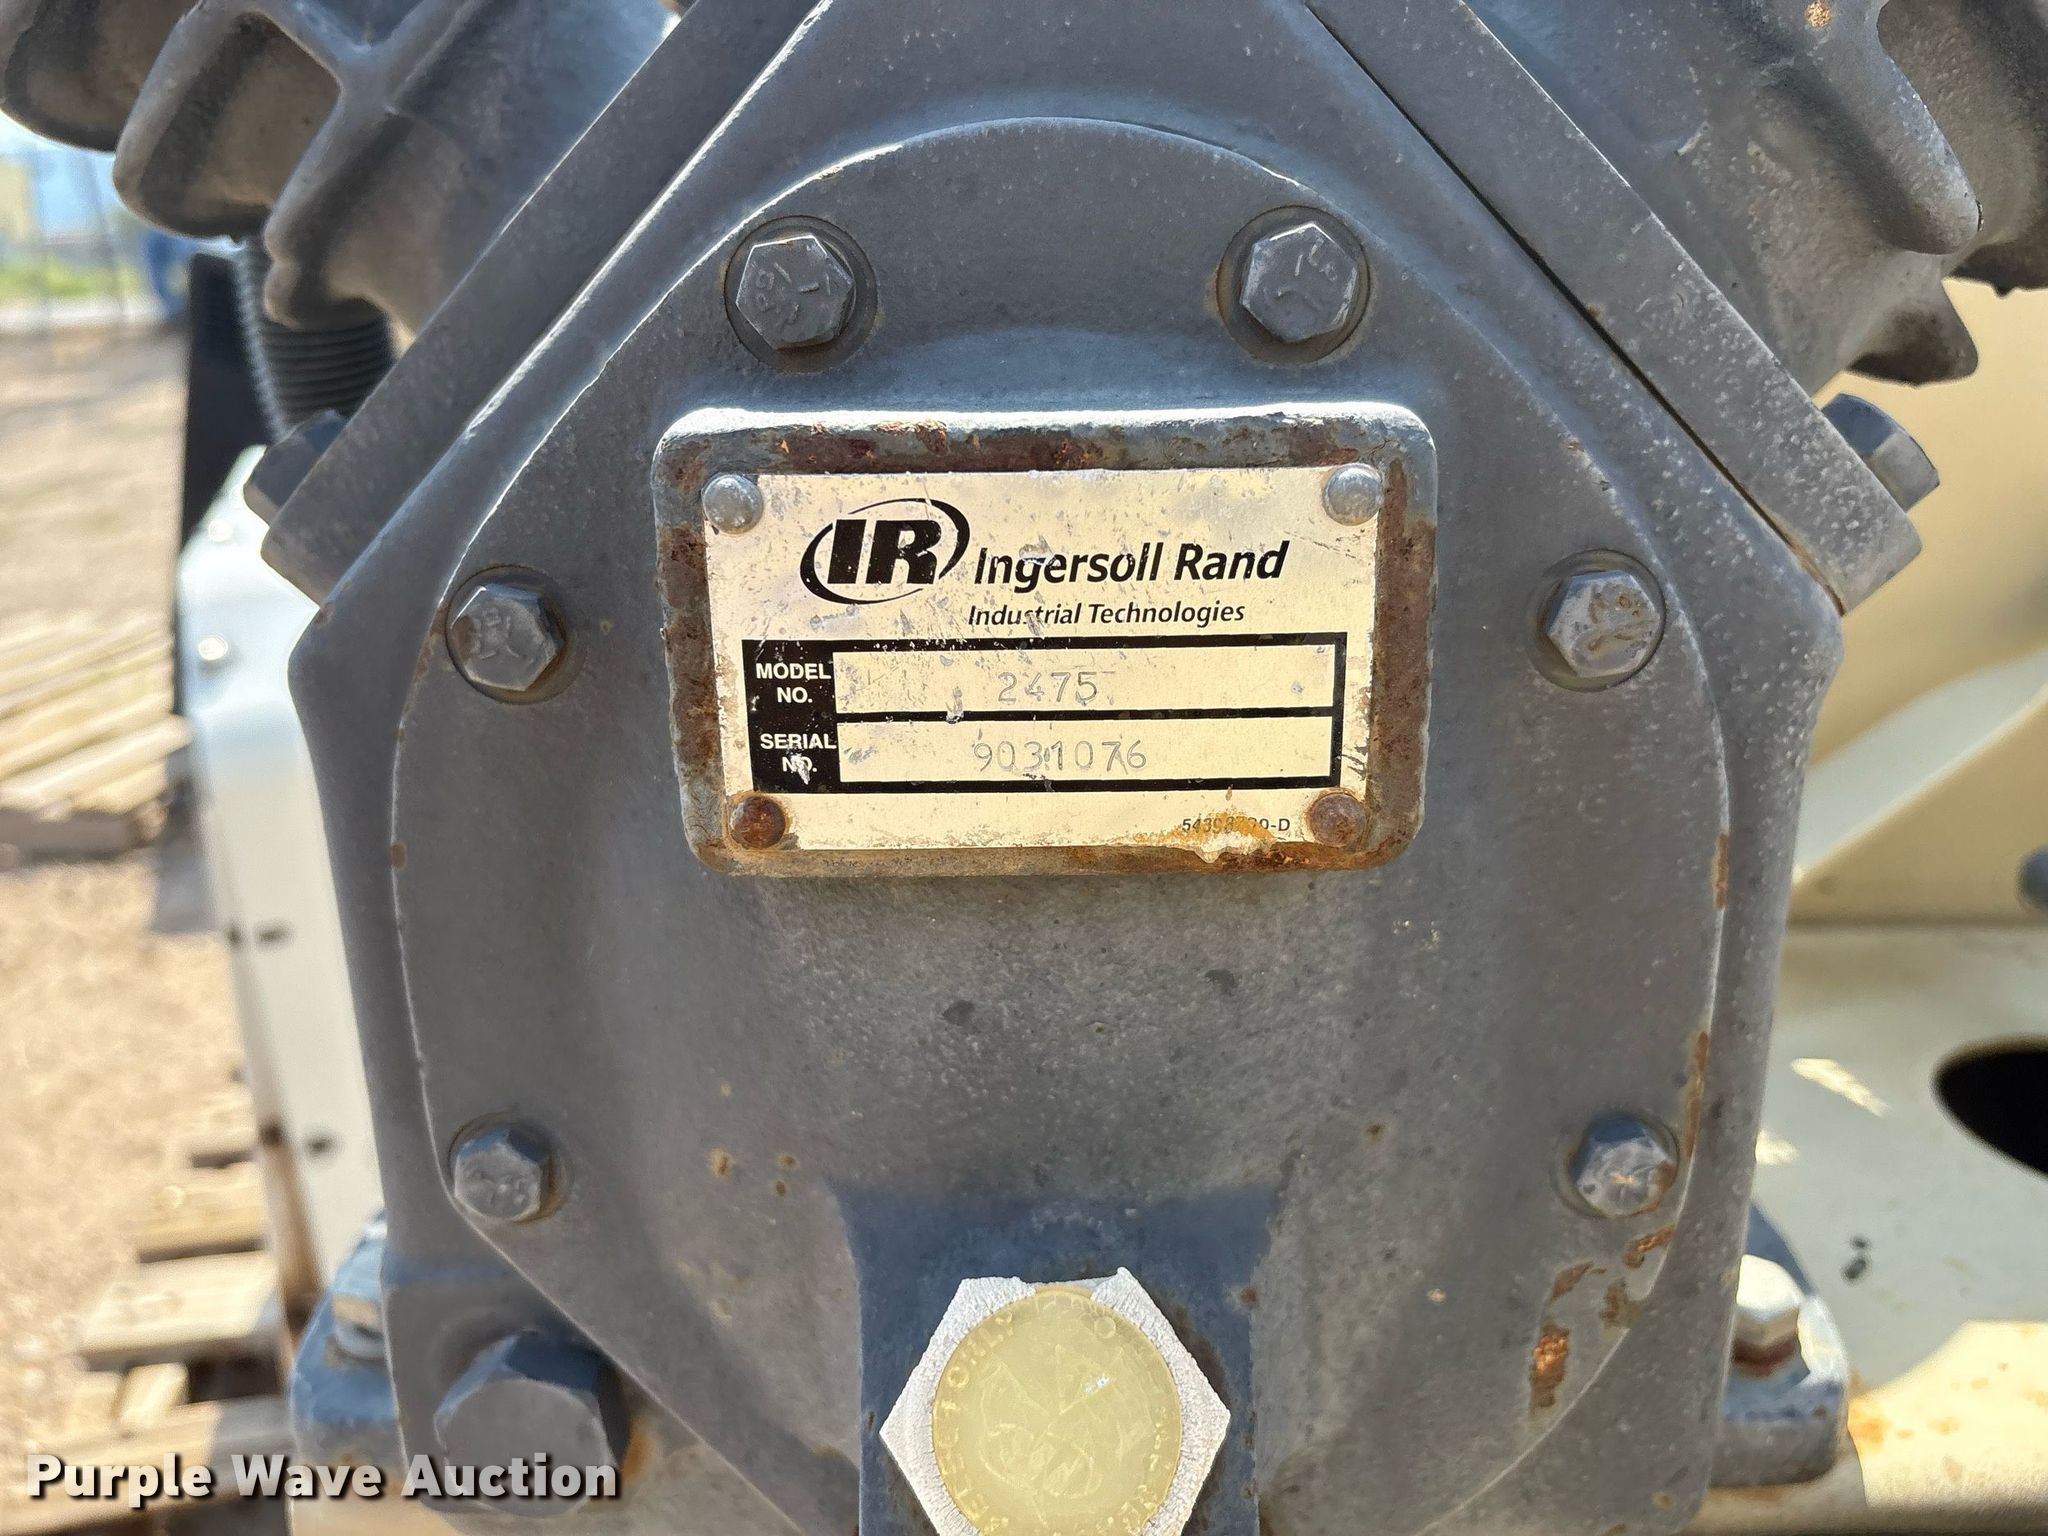 IR Ingersoll Rand
Industrial Technologies
MODEL NO. 2475
SERIAL NO. 9031076
Purple Wave Auction